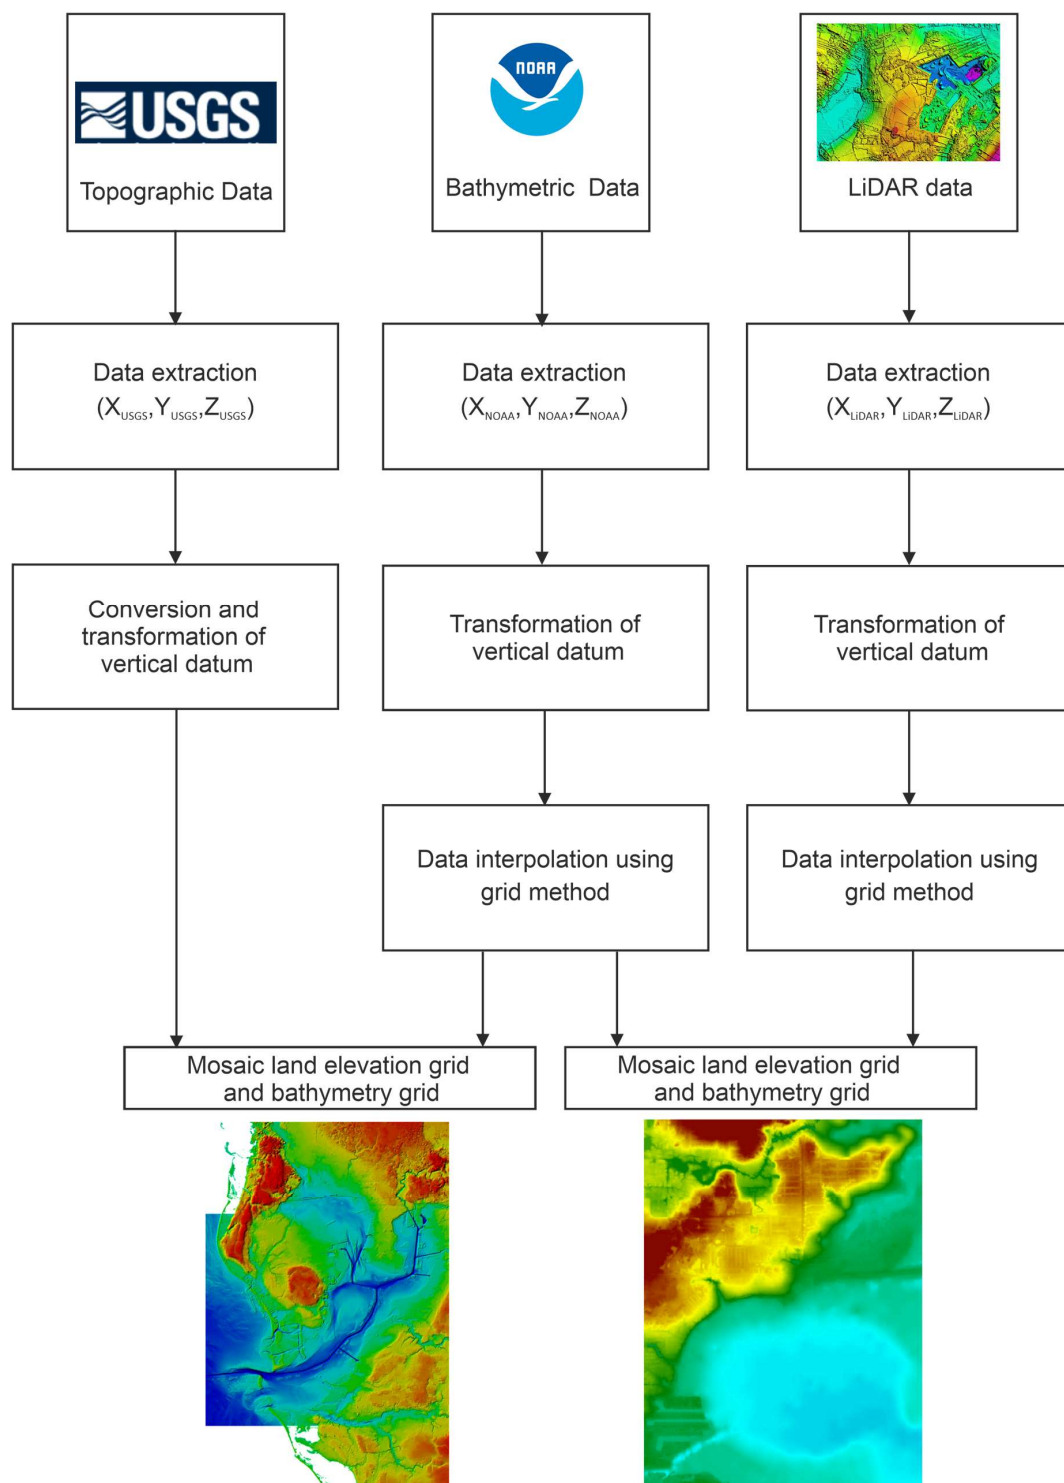 USGS
Topographic Data
NOAA
Bathymetric Data
LiDAR data
Data extraction
(XUSGS,YUSGS,ZUSGS)
Data extraction
(XNOAA,YNOAA,ZNOAA)
Data extraction
(XLiDAR,YLiDAR,ZLiDAR)
Conversion and
transformation of
vertical datum
Transformation of
vertical datum
Transformation of
vertical datum
Data interpolation using
grid method
Data interpolation using
grid method
Mosaic land elevation grid
and bathymetry grid
Mosaic land elevation grid
and bathymetry grid